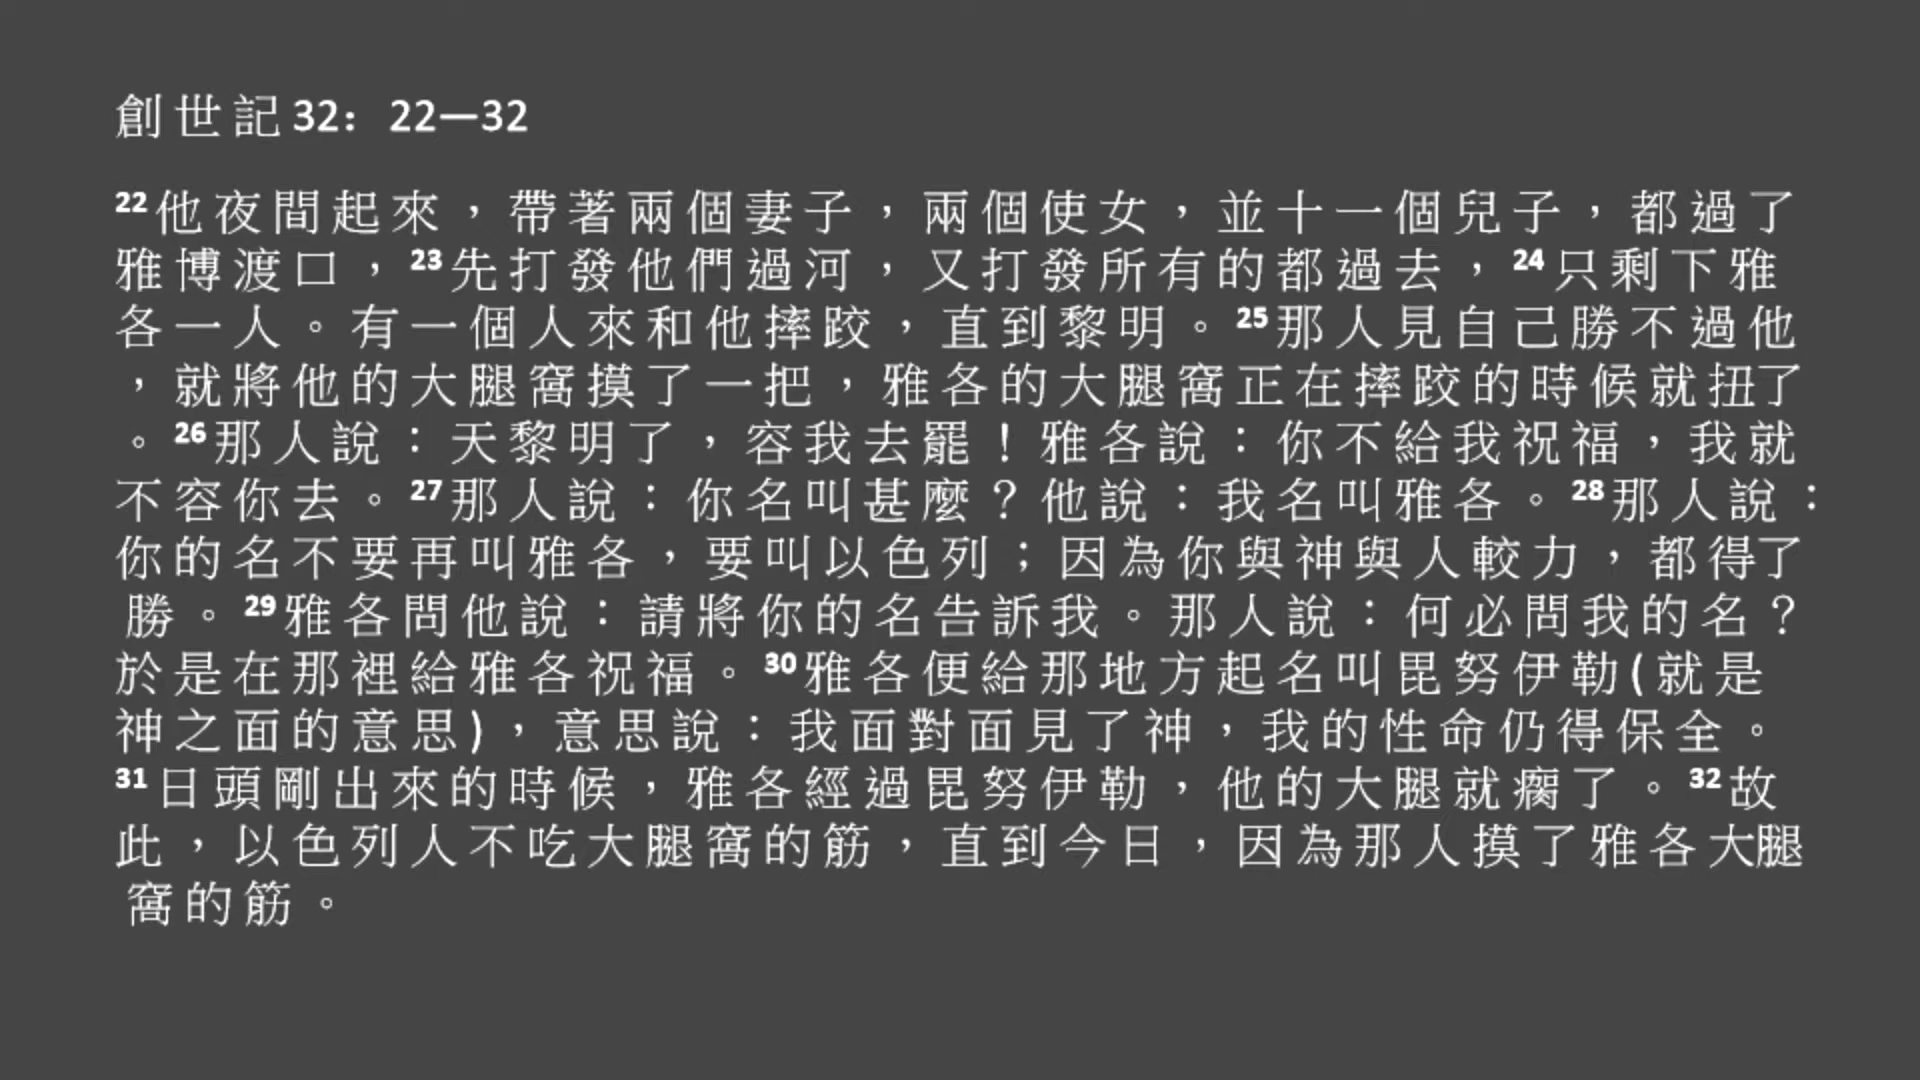 創世記32：22—32
22他夜間起來，帶著兩個妻子，兩個使女，並十一個兒子，都過了
雅博渡口，23先打發他們過河，又打發所有的都過去，24只剩下雅
各一人。有一個人來和他摔跤，直到黎明。25那人見自己勝不過他
，就將他的大腿窩摸了一把，雅各的大腿窩正在摔跤的時候就扭了
。26那人說：天黎明了，容我去罷！雅各說：你不給我祝福，我就
不容你去。27那人說：你名叫甚麼？他說：我名叫雅各。28那人說：
你的名不要再叫雅各，要叫以色列；因為你與神與人較力，都得了
勝。29雅各問他說：請將你的名告訴我。那人說：何必問我的名？
於是在那裡給雅各祝福。30雅各便給那地方起名叫毘努伊勒(就是
神之面的意思)，意思說：我面對面見了神，我的性命仍得保全。
31日頭剛出來的時候，雅各經過毘努伊勒，他的大腿就瘸了。32故
此，以色列人不吃大腿窩的筋，直到今日，因為那人摸了雅各大腿
窩的筋。